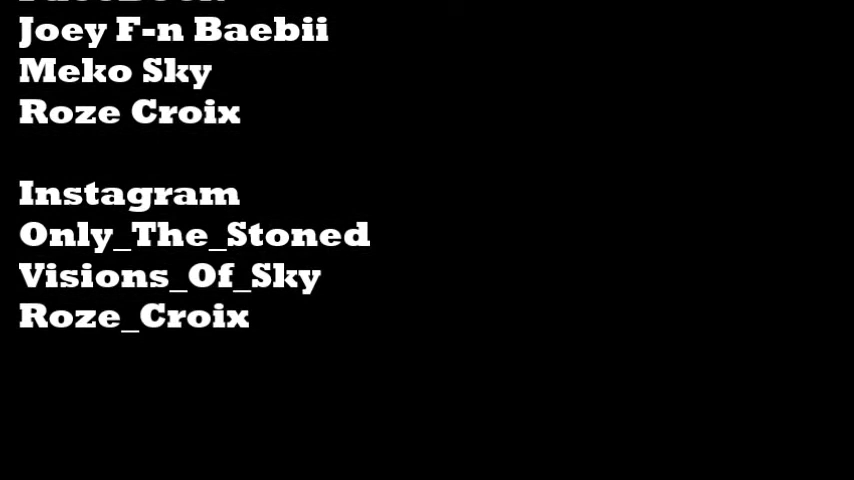 Joey F-n Baebii
Meko Sky
Roze Croix
Instagram
Only_The_Stoned
Visions_Of_Sky
Roze_Croix